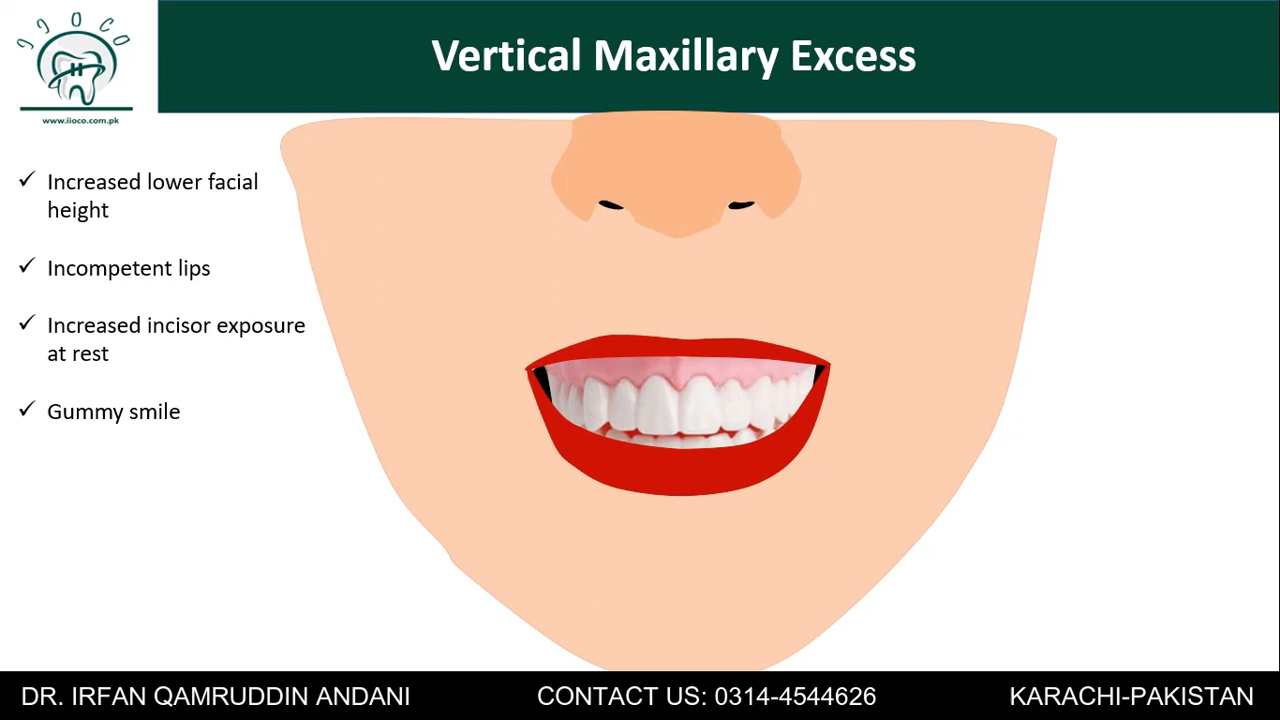 IJOCO
www.iioco.com.pk
Vertical Maxillary Excess
✓ Increased lower facial
height
✓ Incompetent lips
✓ Increased incisor exposure
at rest
✓ Gummy smile
DR. IRFAN QAMRUDDIN ANDANI
CONTACT US: 0314-4544626
KARACHI-PAKISTAN